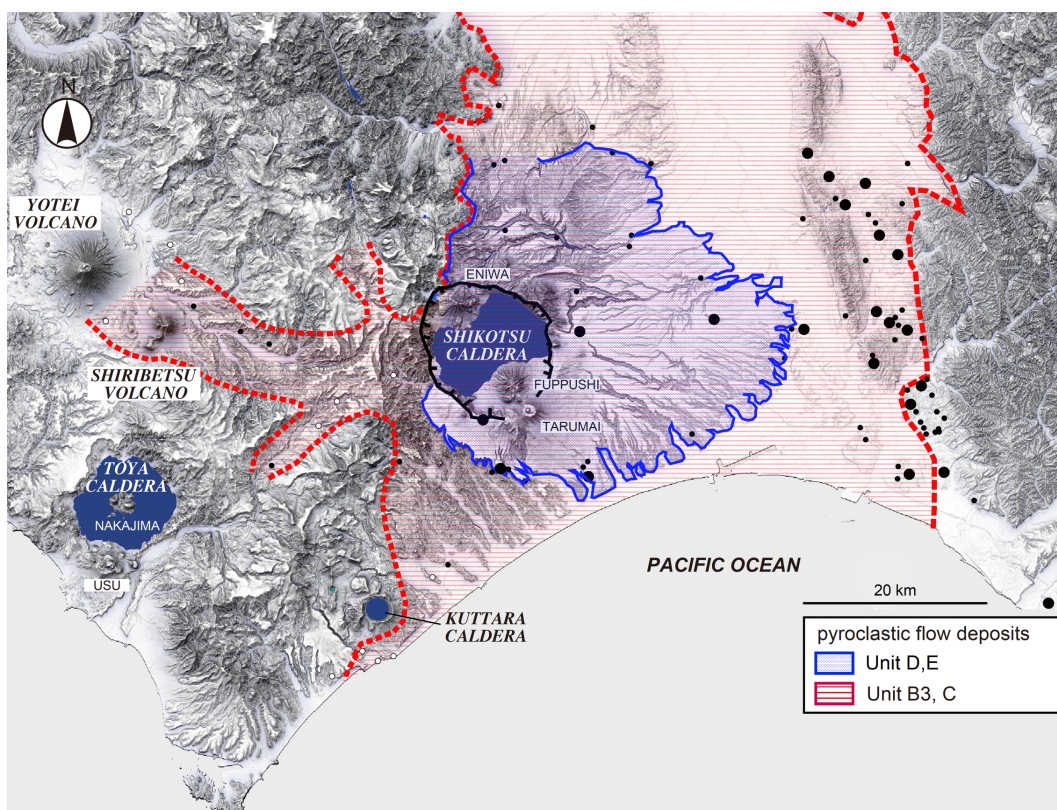 N
YOTEI
VOLCANO
ENIWA
SHIKOTSU
CALDERA
SHIRIBETSU
VOLCANO
FUPPUSHI
TARUMAI
TOYA
CALDERA
NAKAJIMA
USU
PACIFIC OCEAN
KUTTARA
CALDERA
20 km
pyroclastic flow deposits
Unit D,E
Unit B3, C